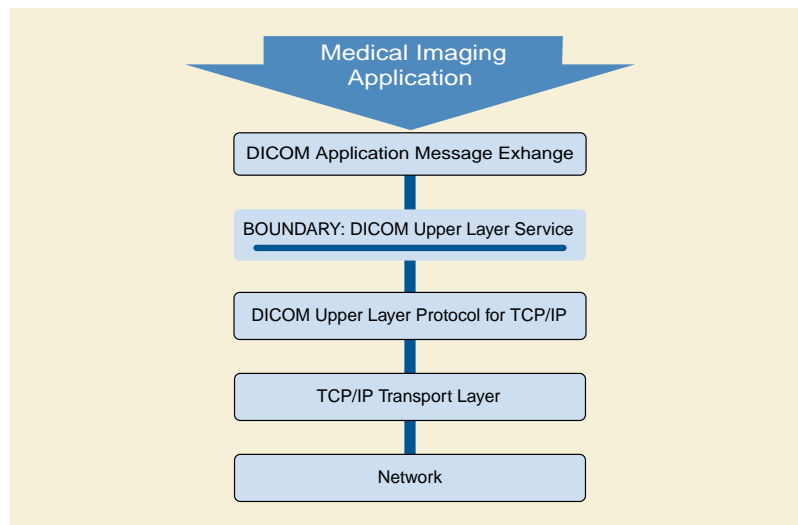 Medical Imaging
Application
DICOM Application Message Exhange
BOUNDARY: DICOM Upper Layer Service
DICOM Upper Layer Protocol for TCP/IP
TCP/IP Transport Layer
Network